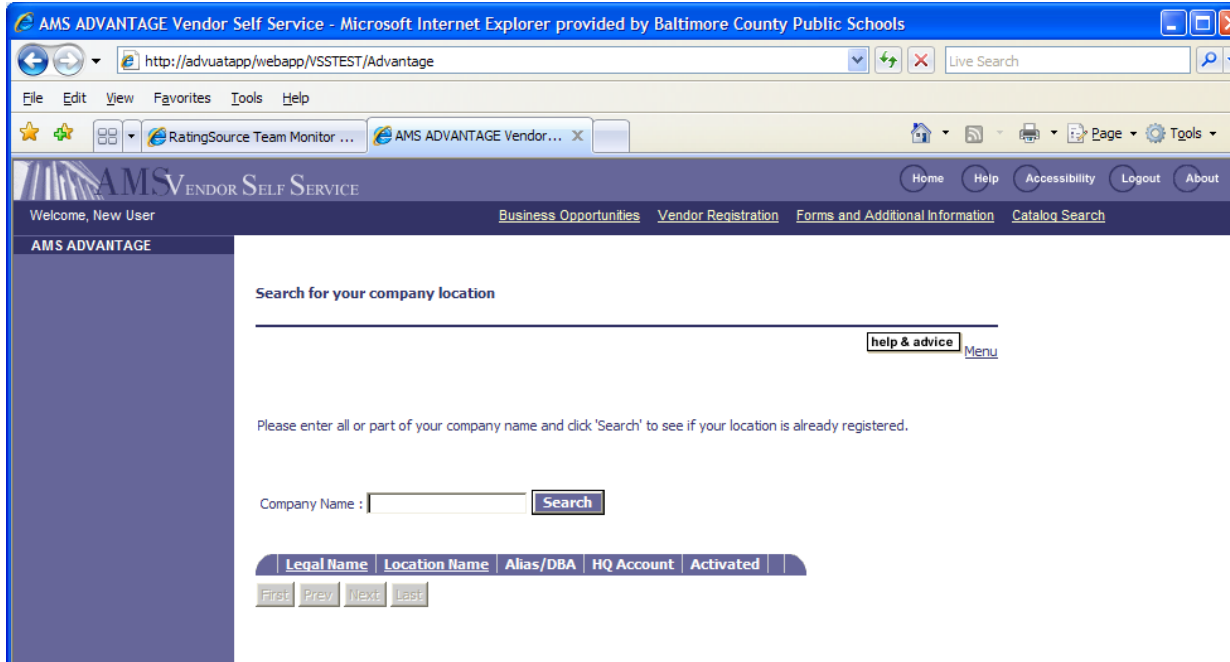 AMS ADVANTAGE Vendor Self Service - Microsoft Internet Explorer provided by Baltimore County Public Schools
http://advuatapp/webapp/VSSTEST/Advantage Live Search
File Edit View Favorites Tools Help
RatingSource Team Monitor ... AMS ADVANTAGE Vendor... Page Tools
AMS VENDOR SELF SERVICE Home Help Accessibility Logout About
Welcome, New User Business Opportunities Vendor Registration Forms and Additional Information Catalog Search
AMS ADVANTAGE
Search for your company location
help & advice Menu
Please enter all or part of your company name and click 'Search' to see if your location is already registered.
Company Name : Search
Legal Name Location Name Alias/DBA HQ Account Activated
First Prev Next Last